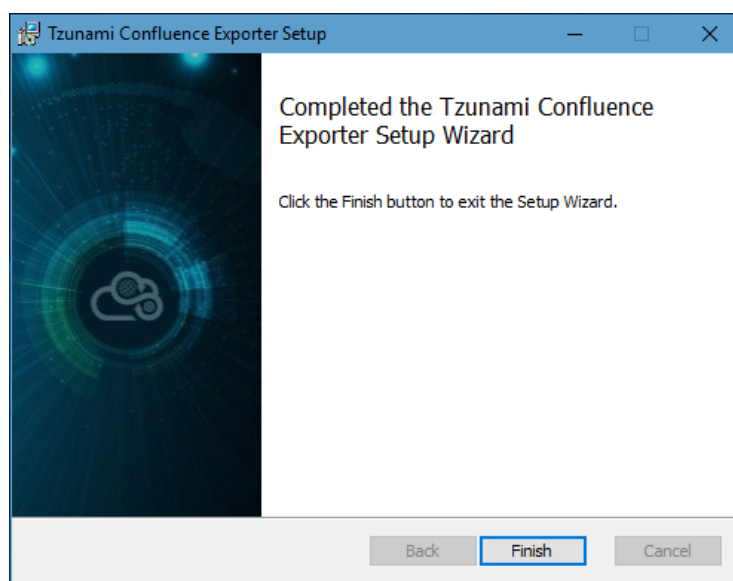 Tzunami Confluence Exporter Setup
Completed the Tzunami Confluence
Exporter Setup Wizard
Click the Finish button to exit the Setup Wizard.
Back
Finish
Cancel